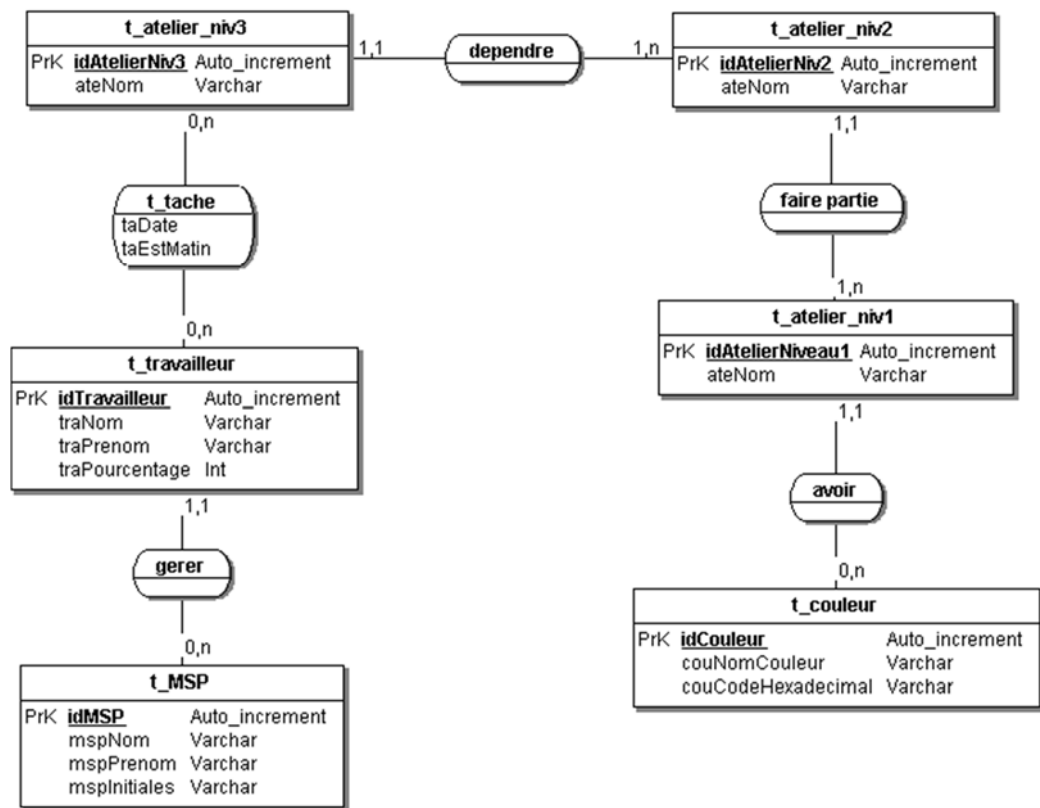 t_atelier_niv3
PrK idAtelierNiv3 Auto_increment
ateNom Varchar
1,1
dependre
1,n
t_atelier_niv2
PrK idAtelierNiv2 Auto_increment
ateNom Varchar
0,n
t_tache
taDate
taEstMatin
0,n
1,1
faire partie
1,n
t_travailleur
PrK idTravailleur Auto_increment
traNom Varchar
traPrenom Varchar
traPourcentage Int
t_atelier_niv1
PrK idAtelierNiveau1 Auto_increment
ateNom Varchar
1,1
gerer
0,n
1,1
avoir
0,n
t_MSP
PrK idMSP Auto_increment
mspNom Varchar
mspPrenom Varchar
mspInitiales Varchar
t_couleur
PrK idCouleur Auto_increment
couNomCouleur Varchar
couCodeHexadecimal Varchar